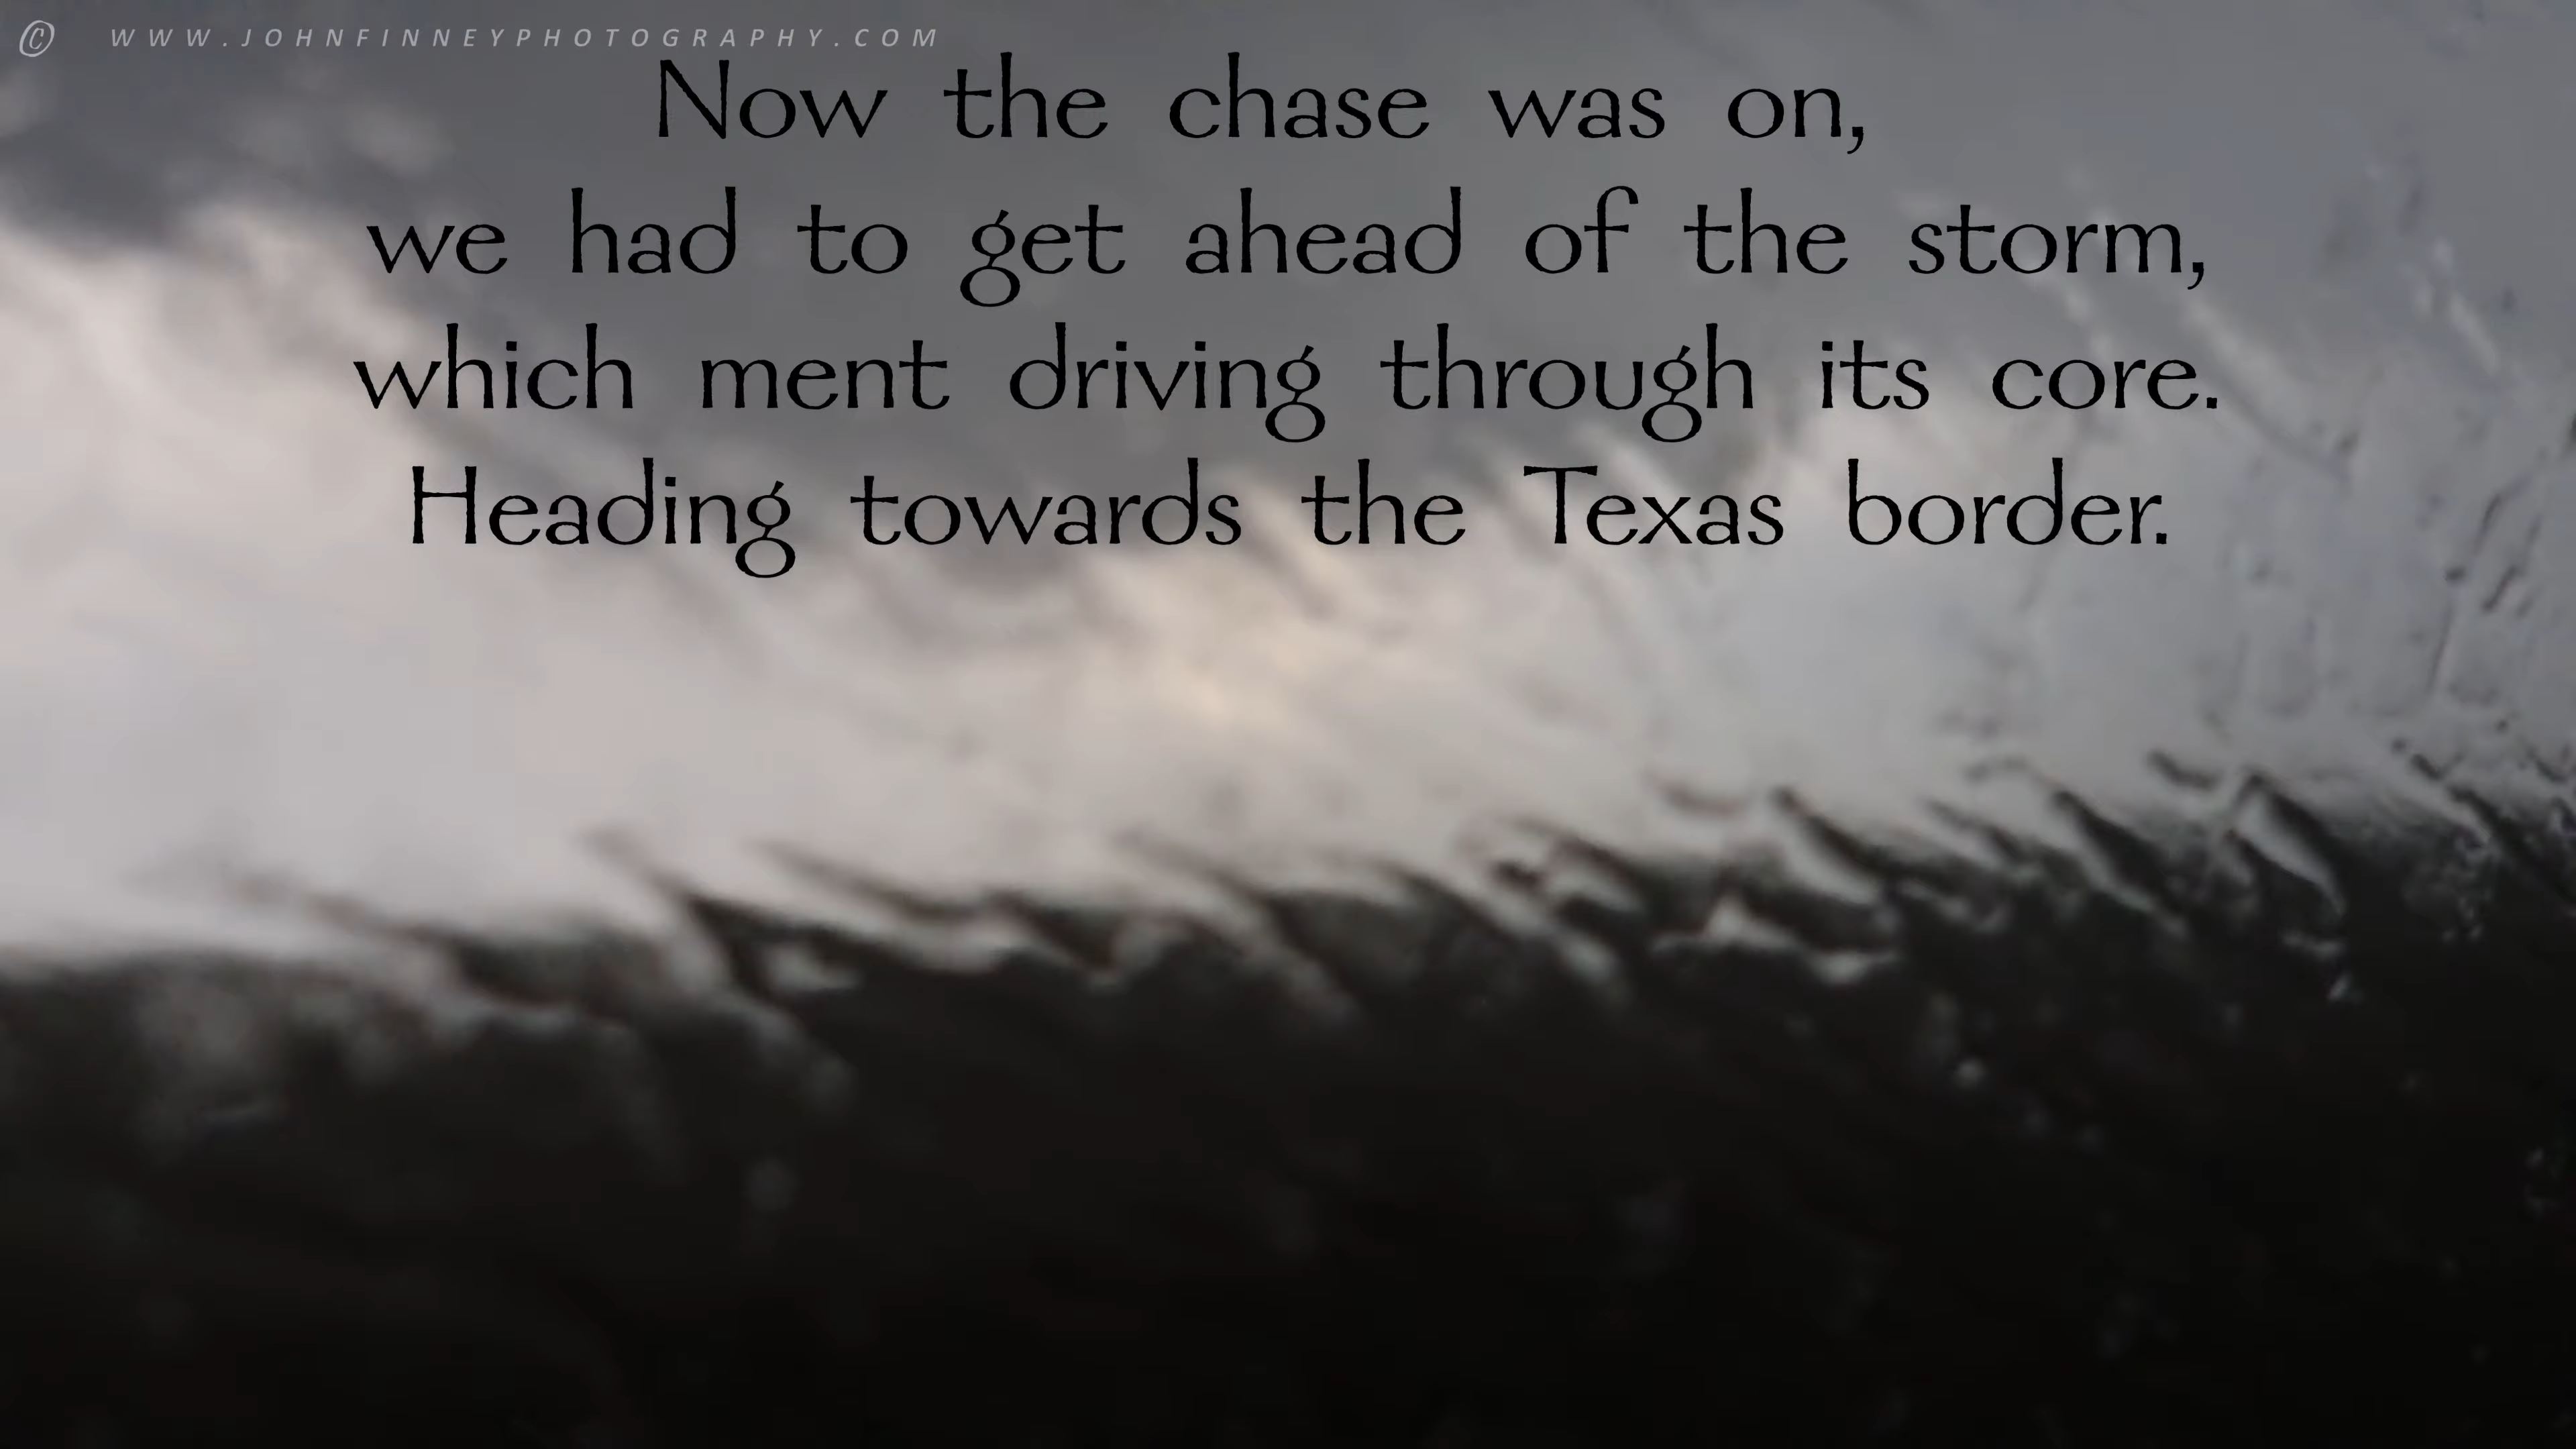 © WWW.JOHNFINNEYPHOTOGRAPHY.COM
Now the chase was on,
we had to get ahead of the storm,
which ment driving through its core.
Heading towards the Texas border.